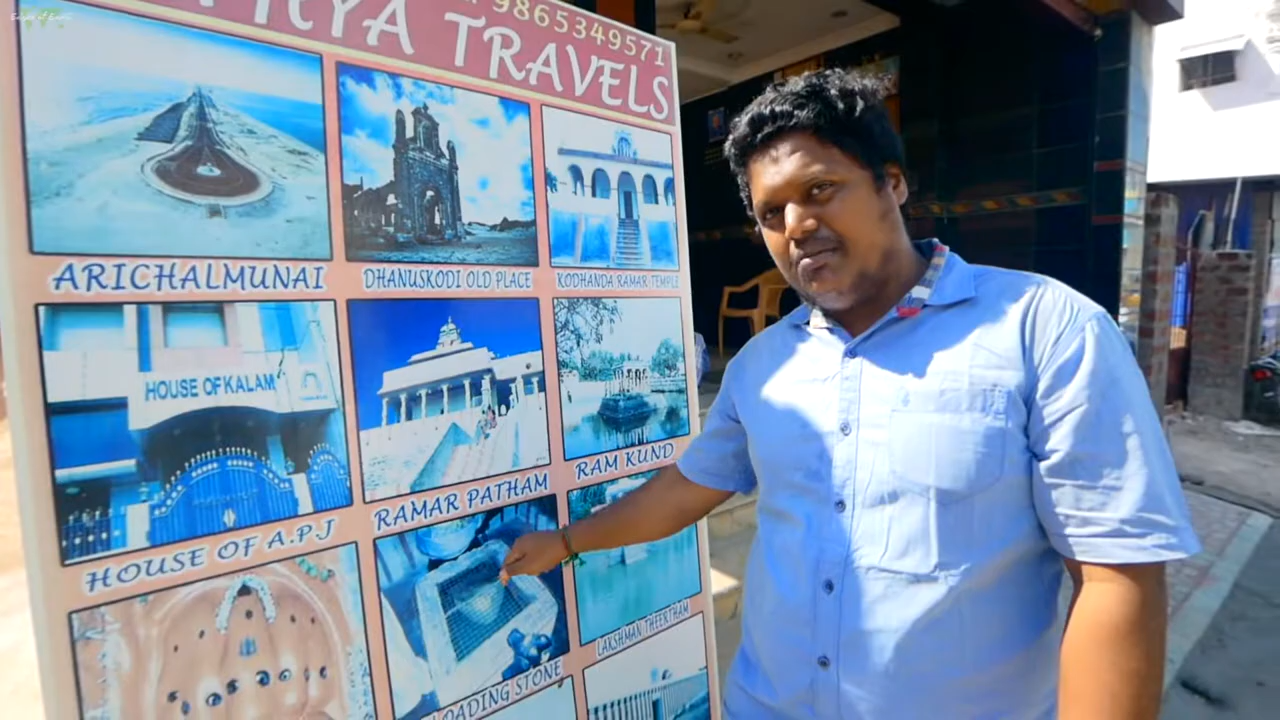 9865349571
TRAVELS
ARICHALMUNAI
DHANUSKODI OLD PLACE
KODHANDA RAMAR TEMPLE
HOUSE OF KALAM
HOUSE OF A.P.J
RAMAR PATHAM
RAM KUND
LAKSHMAN THEERTHAM
STONE